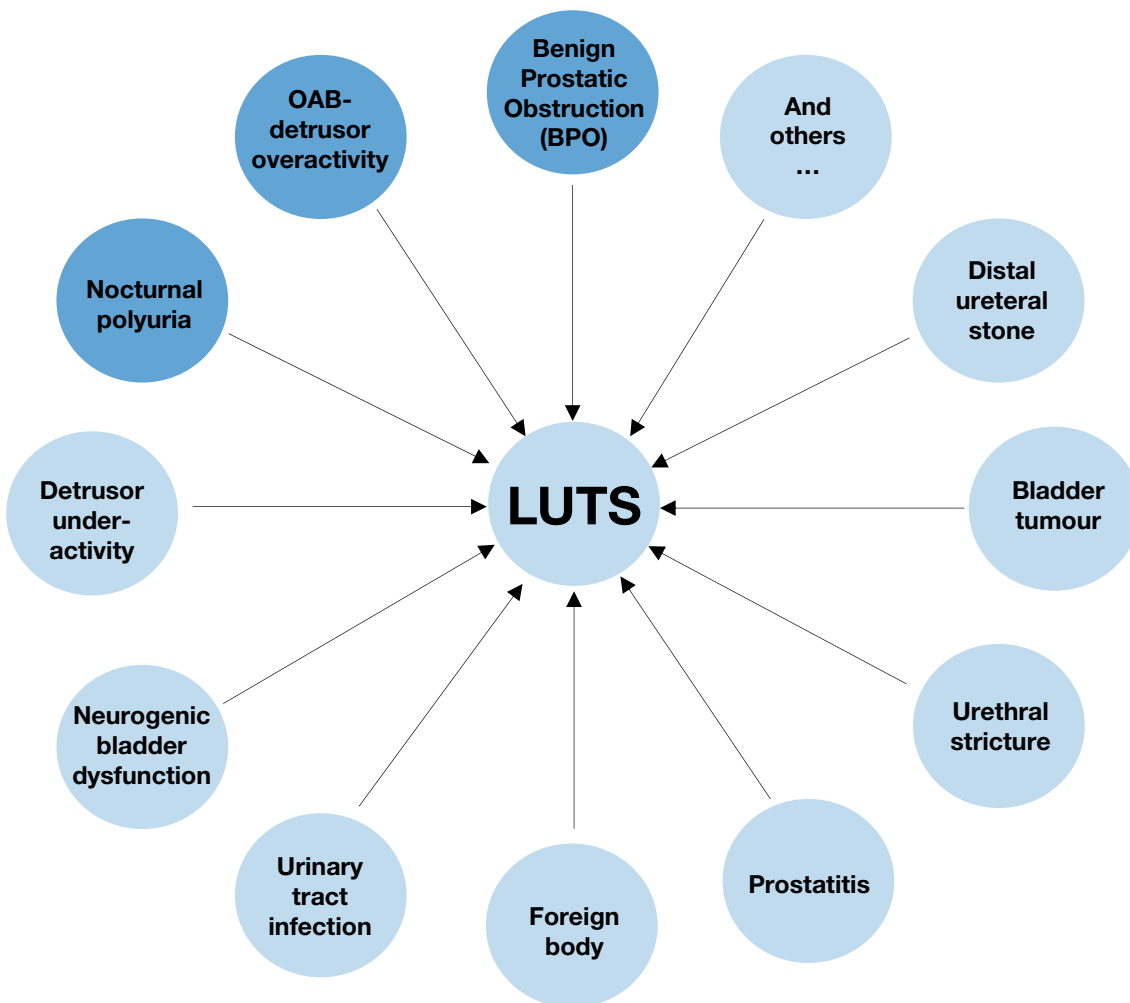 Benign
Prostatic
Obstruction
(BPO)
And
others
...
Distal
ureteral
stone
Bladder
tumour
Urethral
stricture
Prostatitis
Foreign
body
Urinary
tract
infection
Neurogenic
bladder
dysfunction
Detrusor
under-
activity
Nocturnal
polyuria
OAB-
detrusor
overactivity
LUTS